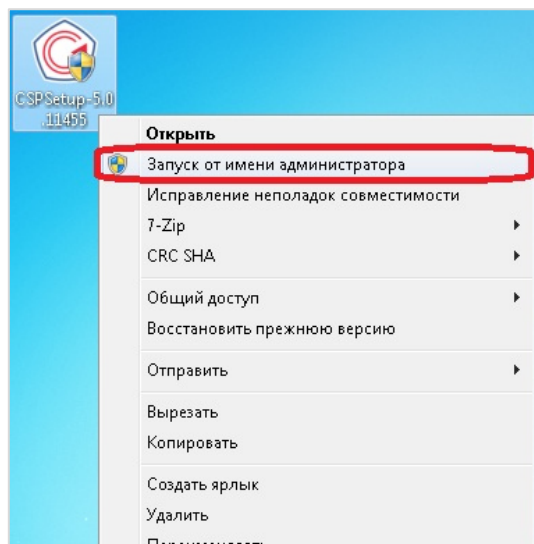 CSPSetup-5.0
.11455
Открыть
Запуск от имени администратора
Исправление неполадок совместимости
7-Zip
CRC SHA
Общий доступ
Восстановить прежнюю версию
Отправить
Вырезать
Копировать
Создать ярлык
Удалить